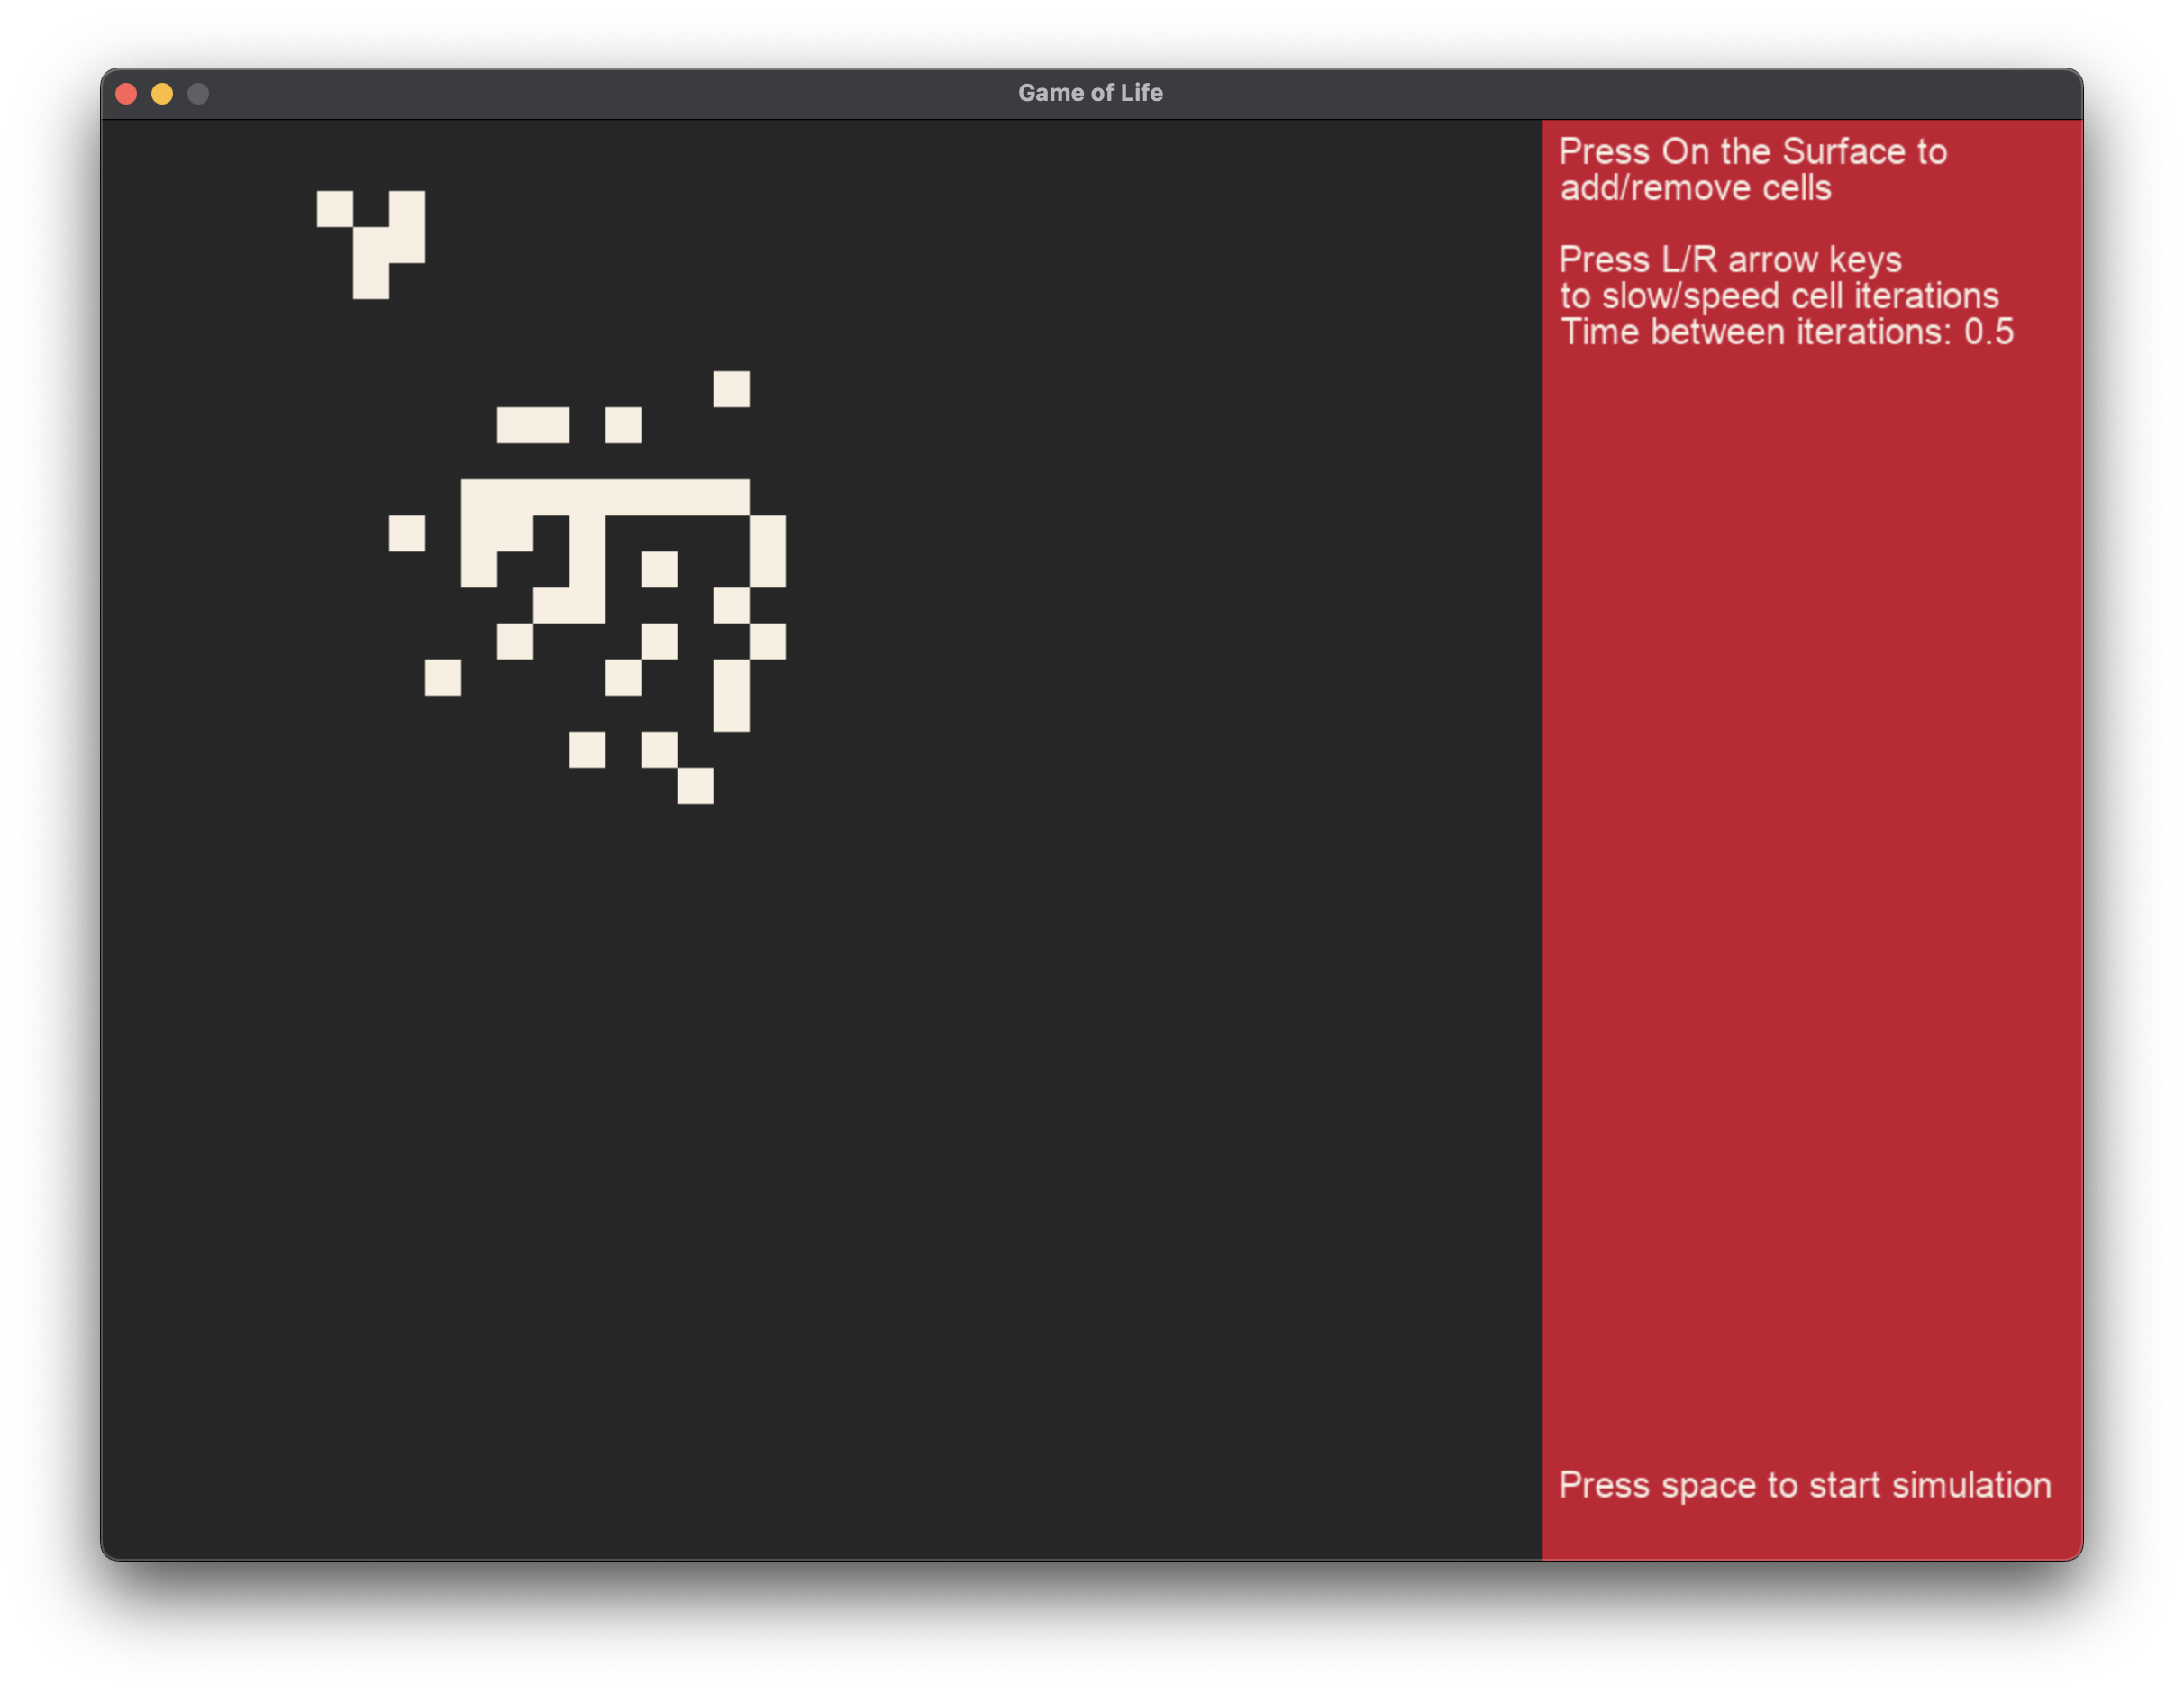 Game of Life
Press On the Surface to
add/remove cells
Press L/R arrow keys
to slow/speed cell iterations
Time between iterations: 0.5
Press space to start simulation